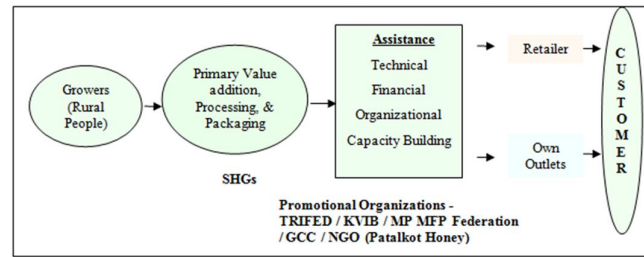 Growers
(Rural
People)
Primary Value
addition,
Processing, &
Packaging
SHGs
Assistance
Technical
Financial
Organizational
Capacity Building
Promotional Organizations -
TRIFED / KVIB / MP MFP Federation
/ GCC / NGO (Patalkot Honey)
Retailer
Own
Outlets
C
U
S
T
O
M
E
R